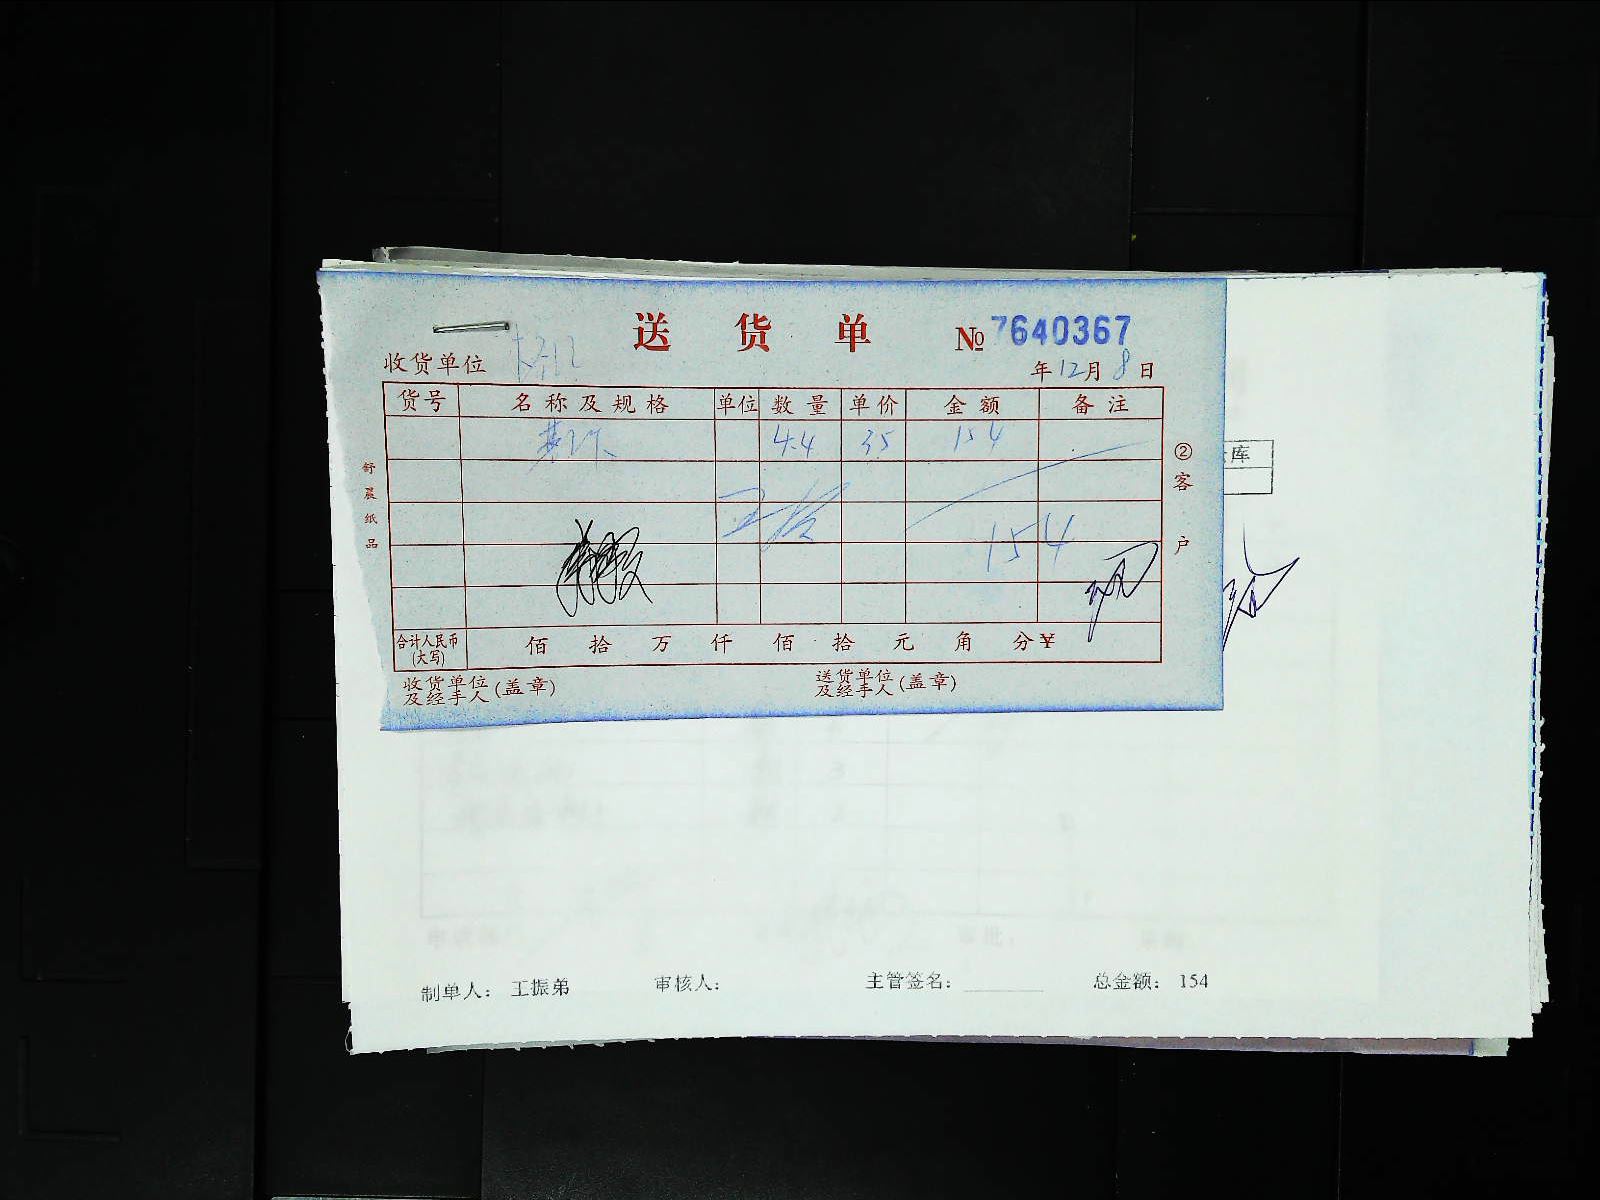 送货单 № 7640367
收货单位
年12月8日
货号 名称及规格 单位 数量 单价 金额 备注
4.4 35 154
154
合计人民币(大写) 佰 拾 万 仟 佰 拾 元 角 分 ¥
收货单位及经手人(盖章) 送货单位及经手人(盖章)
舒晨纸品
②客户
库
制单人： 王振弟 审核人： 主管签名： 总金额： 154